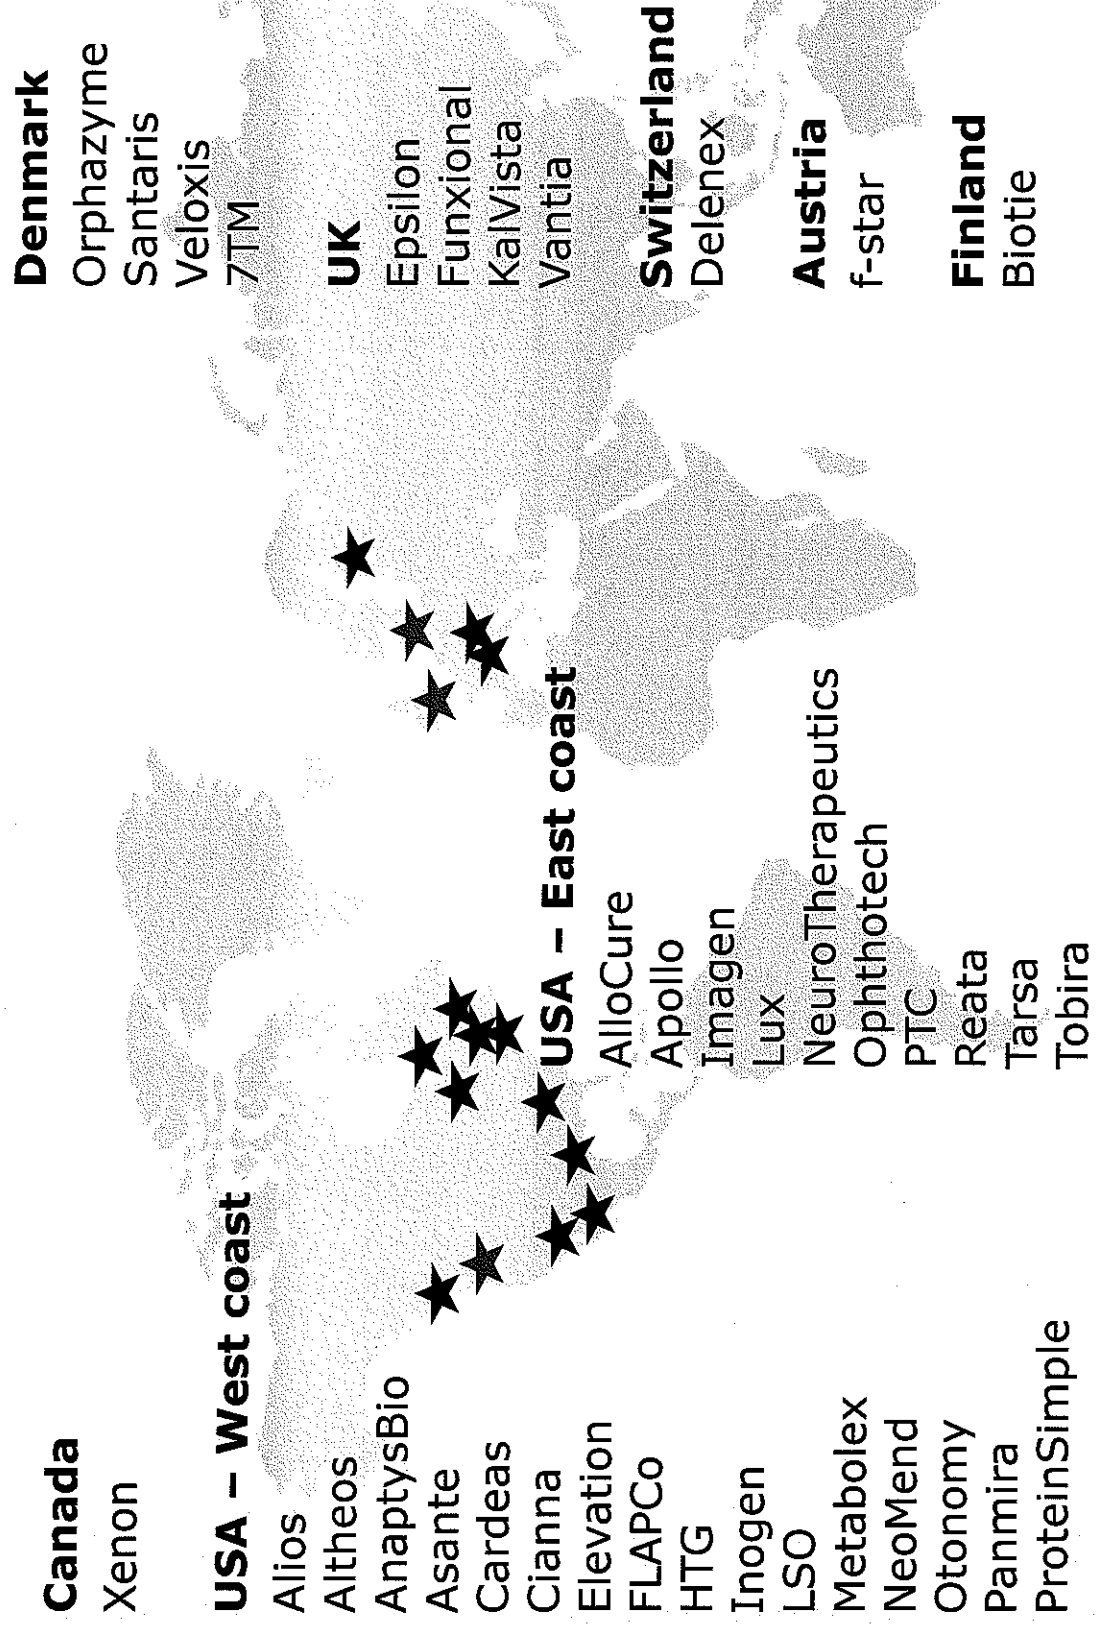 Canada
Xenon
USA – West coast
Alios
Altheos
AnaptysBio
Asante
Cardeas
Cianna
Elevation
FLAPCo
HTG
Inogen
LSO
Metabolex
NeoMend
Otonomy
Panmira
ProteinSimple
USA – East coast
AlloCure
Apollo
Imagen
Lux
NeuroTherapeutics
Ophthotech
PTC
Reata
Tarsa
Tobira
Denmark
Orphazyme
Santaris
Veloxis
7TM
UK
Epsilon
Funxional
KalVista
Vantia
Switzerland
Delenex
Austria
f-star
Finland
Biotie